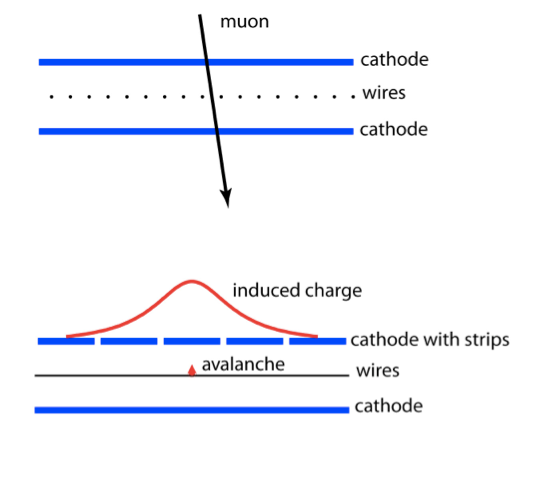 muon
cathode
wires
cathode
induced charge
cathode with strips
avalanche
wires
cathode